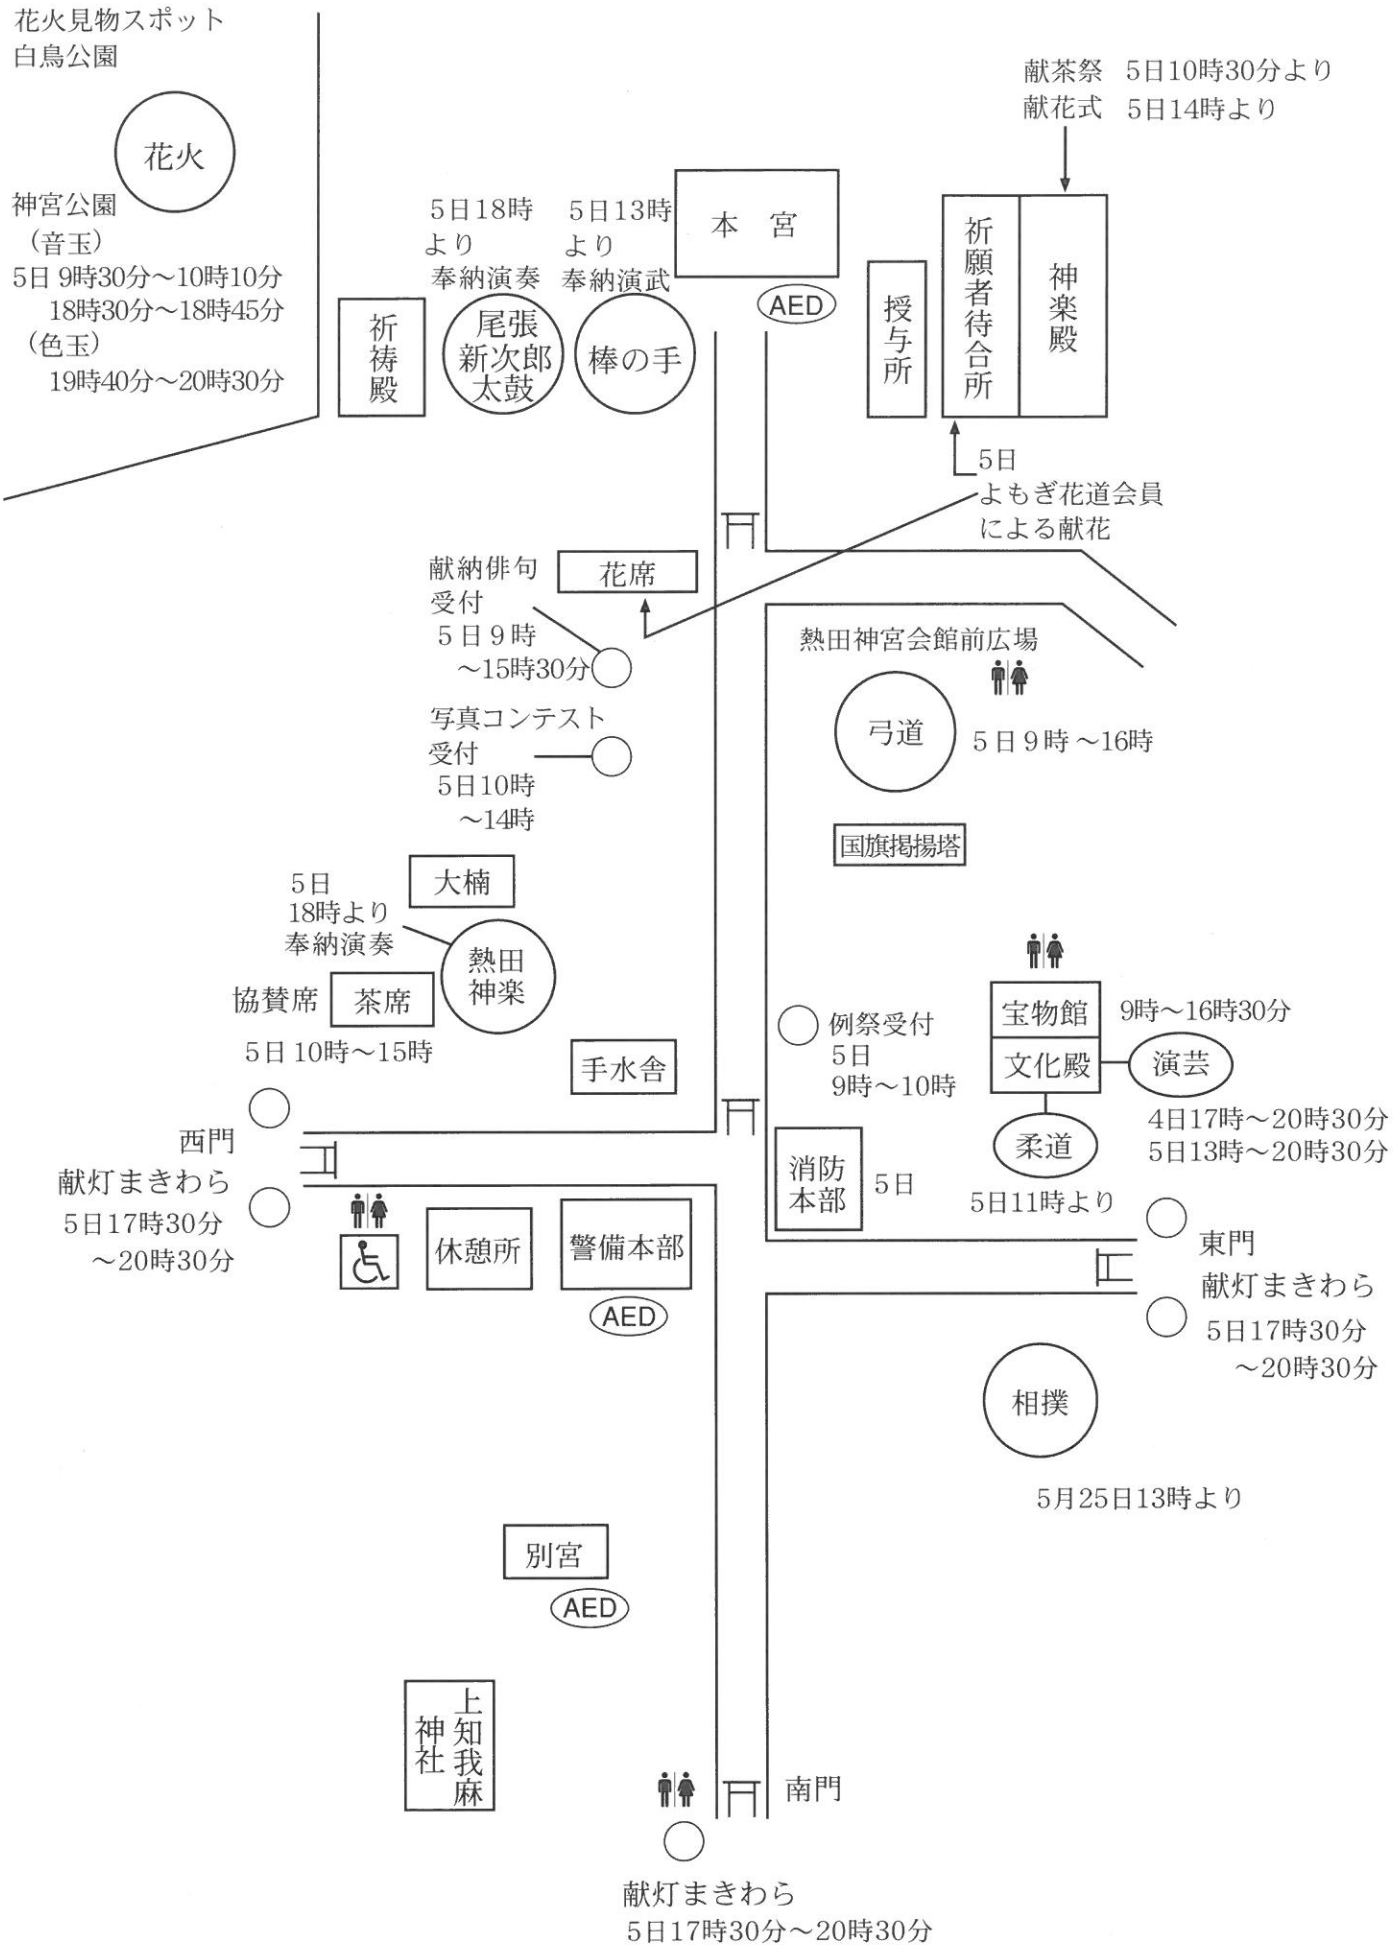 花火見物スポット
白鳥公園
花火
神宮公園
（音玉）
5日 9時30分～10時10分
18時30分～18時45分
（色玉）
19時40分～20時30分
献茶祭 5日10時30分より
献花式 5日14時より
本 宮
AED
5日18時
より
奉納演奏
尾張
新次郎
太鼓
5日13時
より
奉納演武
棒の手
祈祷殿
授与所
祈願者待合所
神楽殿
5日
よもぎ花道会員
による献花
献納俳句
受付
5日9時
～15時30分
花席
写真コンテスト
受付
5日10時
～14時
熱田神宮会館前広場
弓道
5日9時～16時
国旗掲揚塔
大楠
5日
18時より
奉納演奏
熱田
神楽
協賛席
茶席
5日10時～15時
手水舎
例祭受付
5日
9時～10時
宝物館
9時～16時30分
文化殿
演芸
4日17時～20時30分
5日13時～20時30分
柔道
5日11時より
消防
本部
5日
西門
献灯まきわら
5日17時30分
～20時30分
休憩所
警備本部
AED
東門
献灯まきわら
5日17時30分
～20時30分
相撲
5月25日13時より
別宮
AED
上知我麻
神社
南門
献灯まきわら
5日17時30分～20時30分